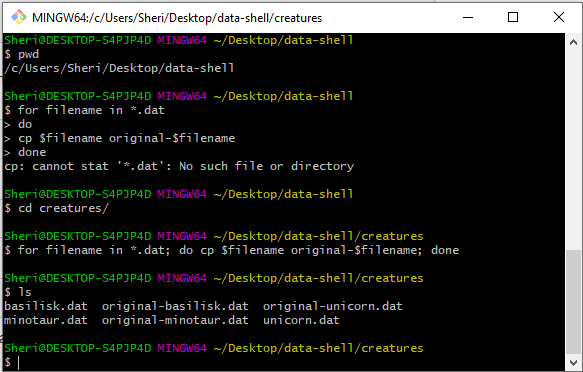 MINGW64:/c/Users/Sheri/Desktop/data-shell/creatures
Sheri@DESKTOP-S4PJP4D MINGW64 ~/Desktop/data-shell
$ pwd
/c/Users/Sheri/Desktop/data-shell
Sheri@DESKTOP-S4PJP4D MINGW64 ~/Desktop/data-shell
$ for filename in *.dat
> do
> cp $filename original-$filename
> done
cp: cannot stat '*.dat': No such file or directory
Sheri@DESKTOP-S4PJP4D MINGW64 ~/Desktop/data-shell
$ cd creatures/
Sheri@DESKTOP-S4PJP4D MINGW64 ~/Desktop/data-shell/creatures
$ for filename in *.dat; do cp $filename original-$filename; done
Sheri@DESKTOP-S4PJP4D MINGW64 ~/Desktop/data-shell/creatures
$ ls
basilisk.dat  original-basilisk.dat  original-unicorn.dat
minotaur.dat  original-minotaur.dat  unicorn.dat
Sheri@DESKTOP-S4PJP4D MINGW64 ~/Desktop/data-shell/creatures
$